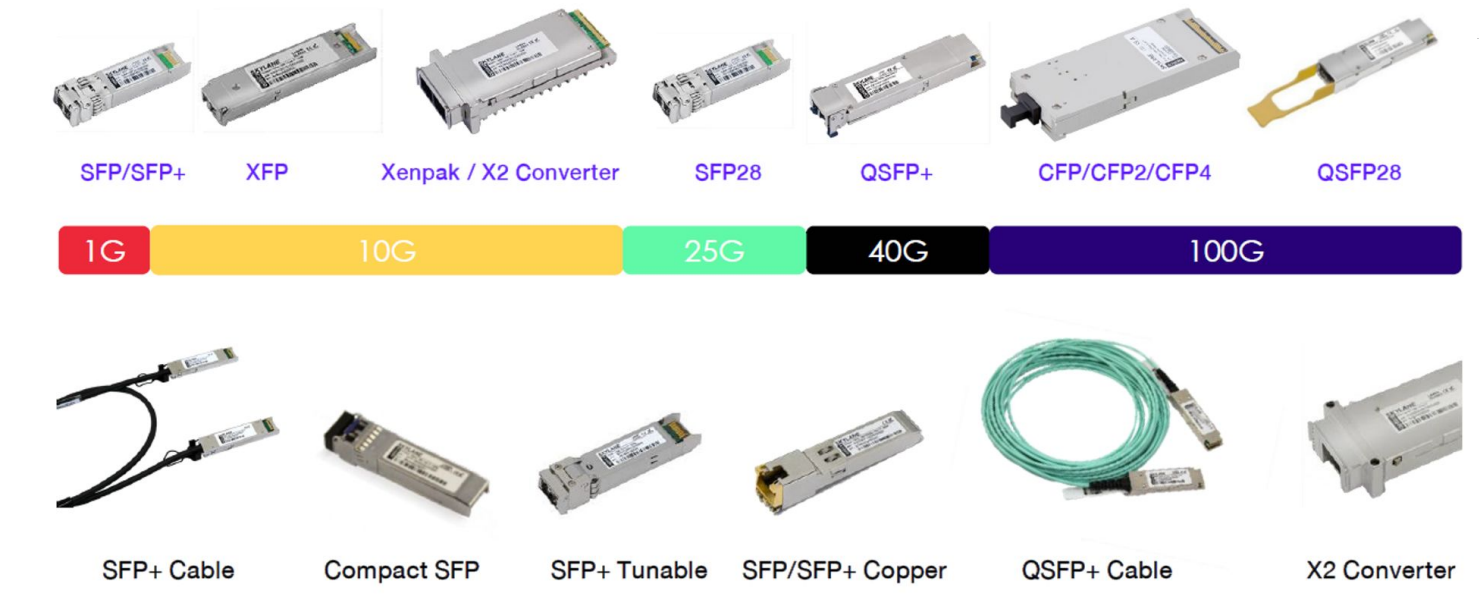 SFP/SFP+
XFP
Xenpak / X2 Converter
SFP28
QSFP+
CFP/CFP2/CFP4
QSFP28
1G
10G
25G
40G
100G
SFP+ Cable
Compact SFP
SFP+ Tunable
SFP/SFP+ Copper
QSFP+ Cable
X2 Converter